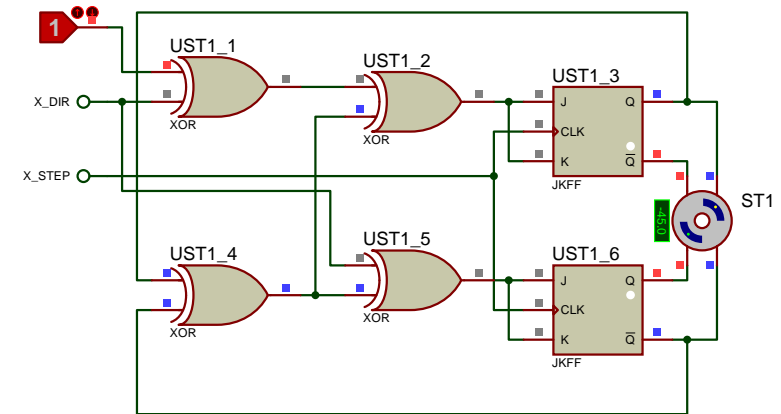 1
UST1_1
XOR
UST1_2
XOR
UST1_3
J
Q
CLK
K
Q
JKFF
X_DIR
X_STEP
ST1
-45.0
UST1_4
XOR
UST1_5
XOR
UST1_6
J
Q
CLK
K
Q
JKFF